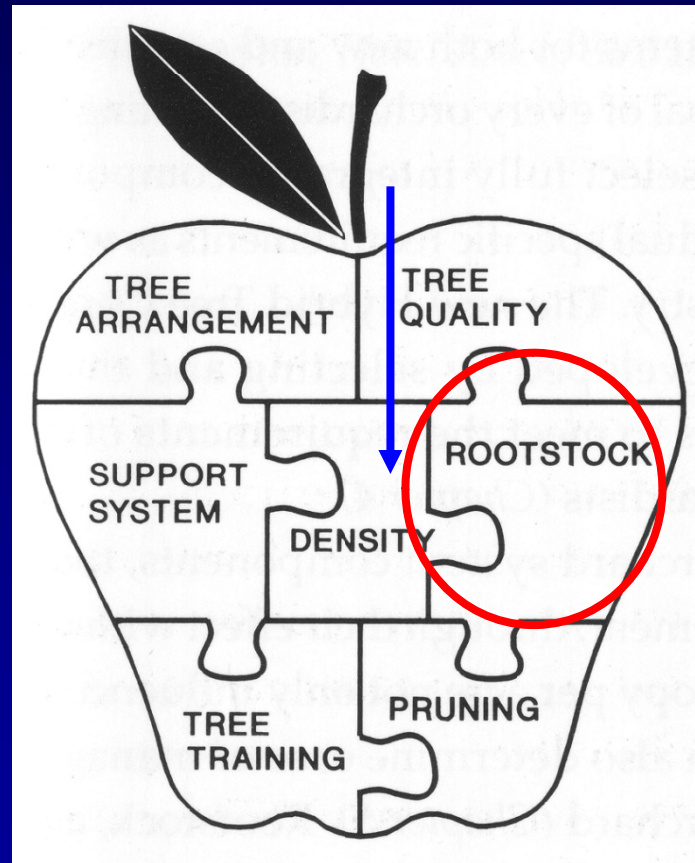 TREE
ARRANGEMENT
TREE
QUALITY
SUPPORT
SYSTEM
DENSITY
ROOTSTOCK
TREE
TRAINING
PRUNING